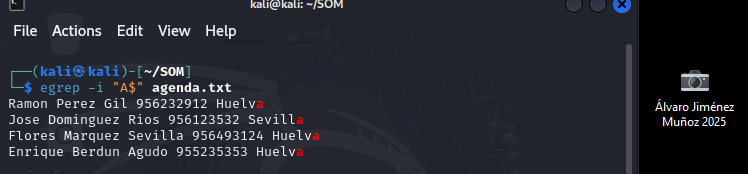 kali@kali: ~/SOM
File Actions Edit View Help
┌──(kali㉿kali)-[~/SOM]
└─$ egrep -i "A$" agenda.txt
Ramon Perez Gil 956232912 Huelva
Jose Dominguez Rios 956123532 Sevilla
Flores Marquez Sevilla 956493124 Huelva
Enrique Berdun Agudo 955235353 Huelva
Álvaro Jiménez
Muñoz 2025